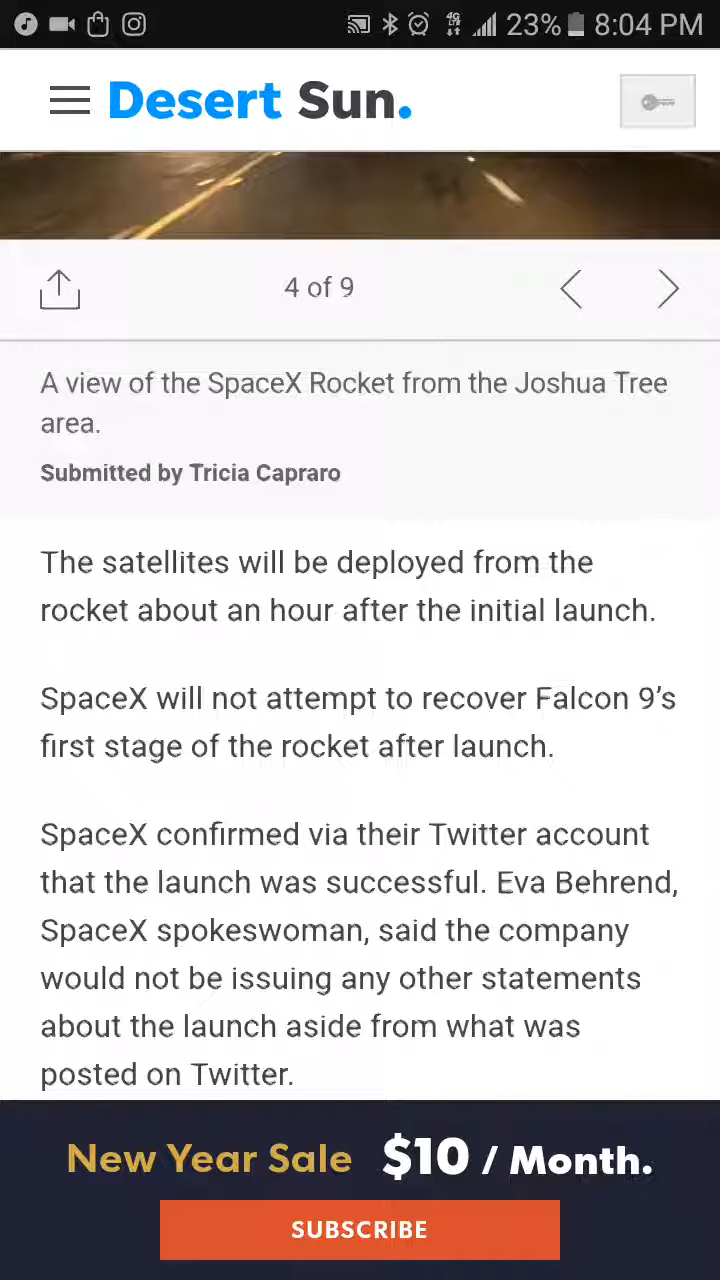 4G LTE 23% 8:04 PM
Desert Sun.
4 of 9
A view of the SpaceX Rocket from the Joshua Tree
area.
Submitted by Tricia Capraro
The satellites will be deployed from the
rocket about an hour after the initial launch.
SpaceX will not attempt to recover Falcon 9’s
first stage of the rocket after launch.
SpaceX confirmed via their Twitter account
that the launch was successful. Eva Behrend,
SpaceX spokeswoman, said the company
would not be issuing any other statements
about the launch aside from what was
posted on Twitter.
New Year Sale $10 / Month.
SUBSCRIBE